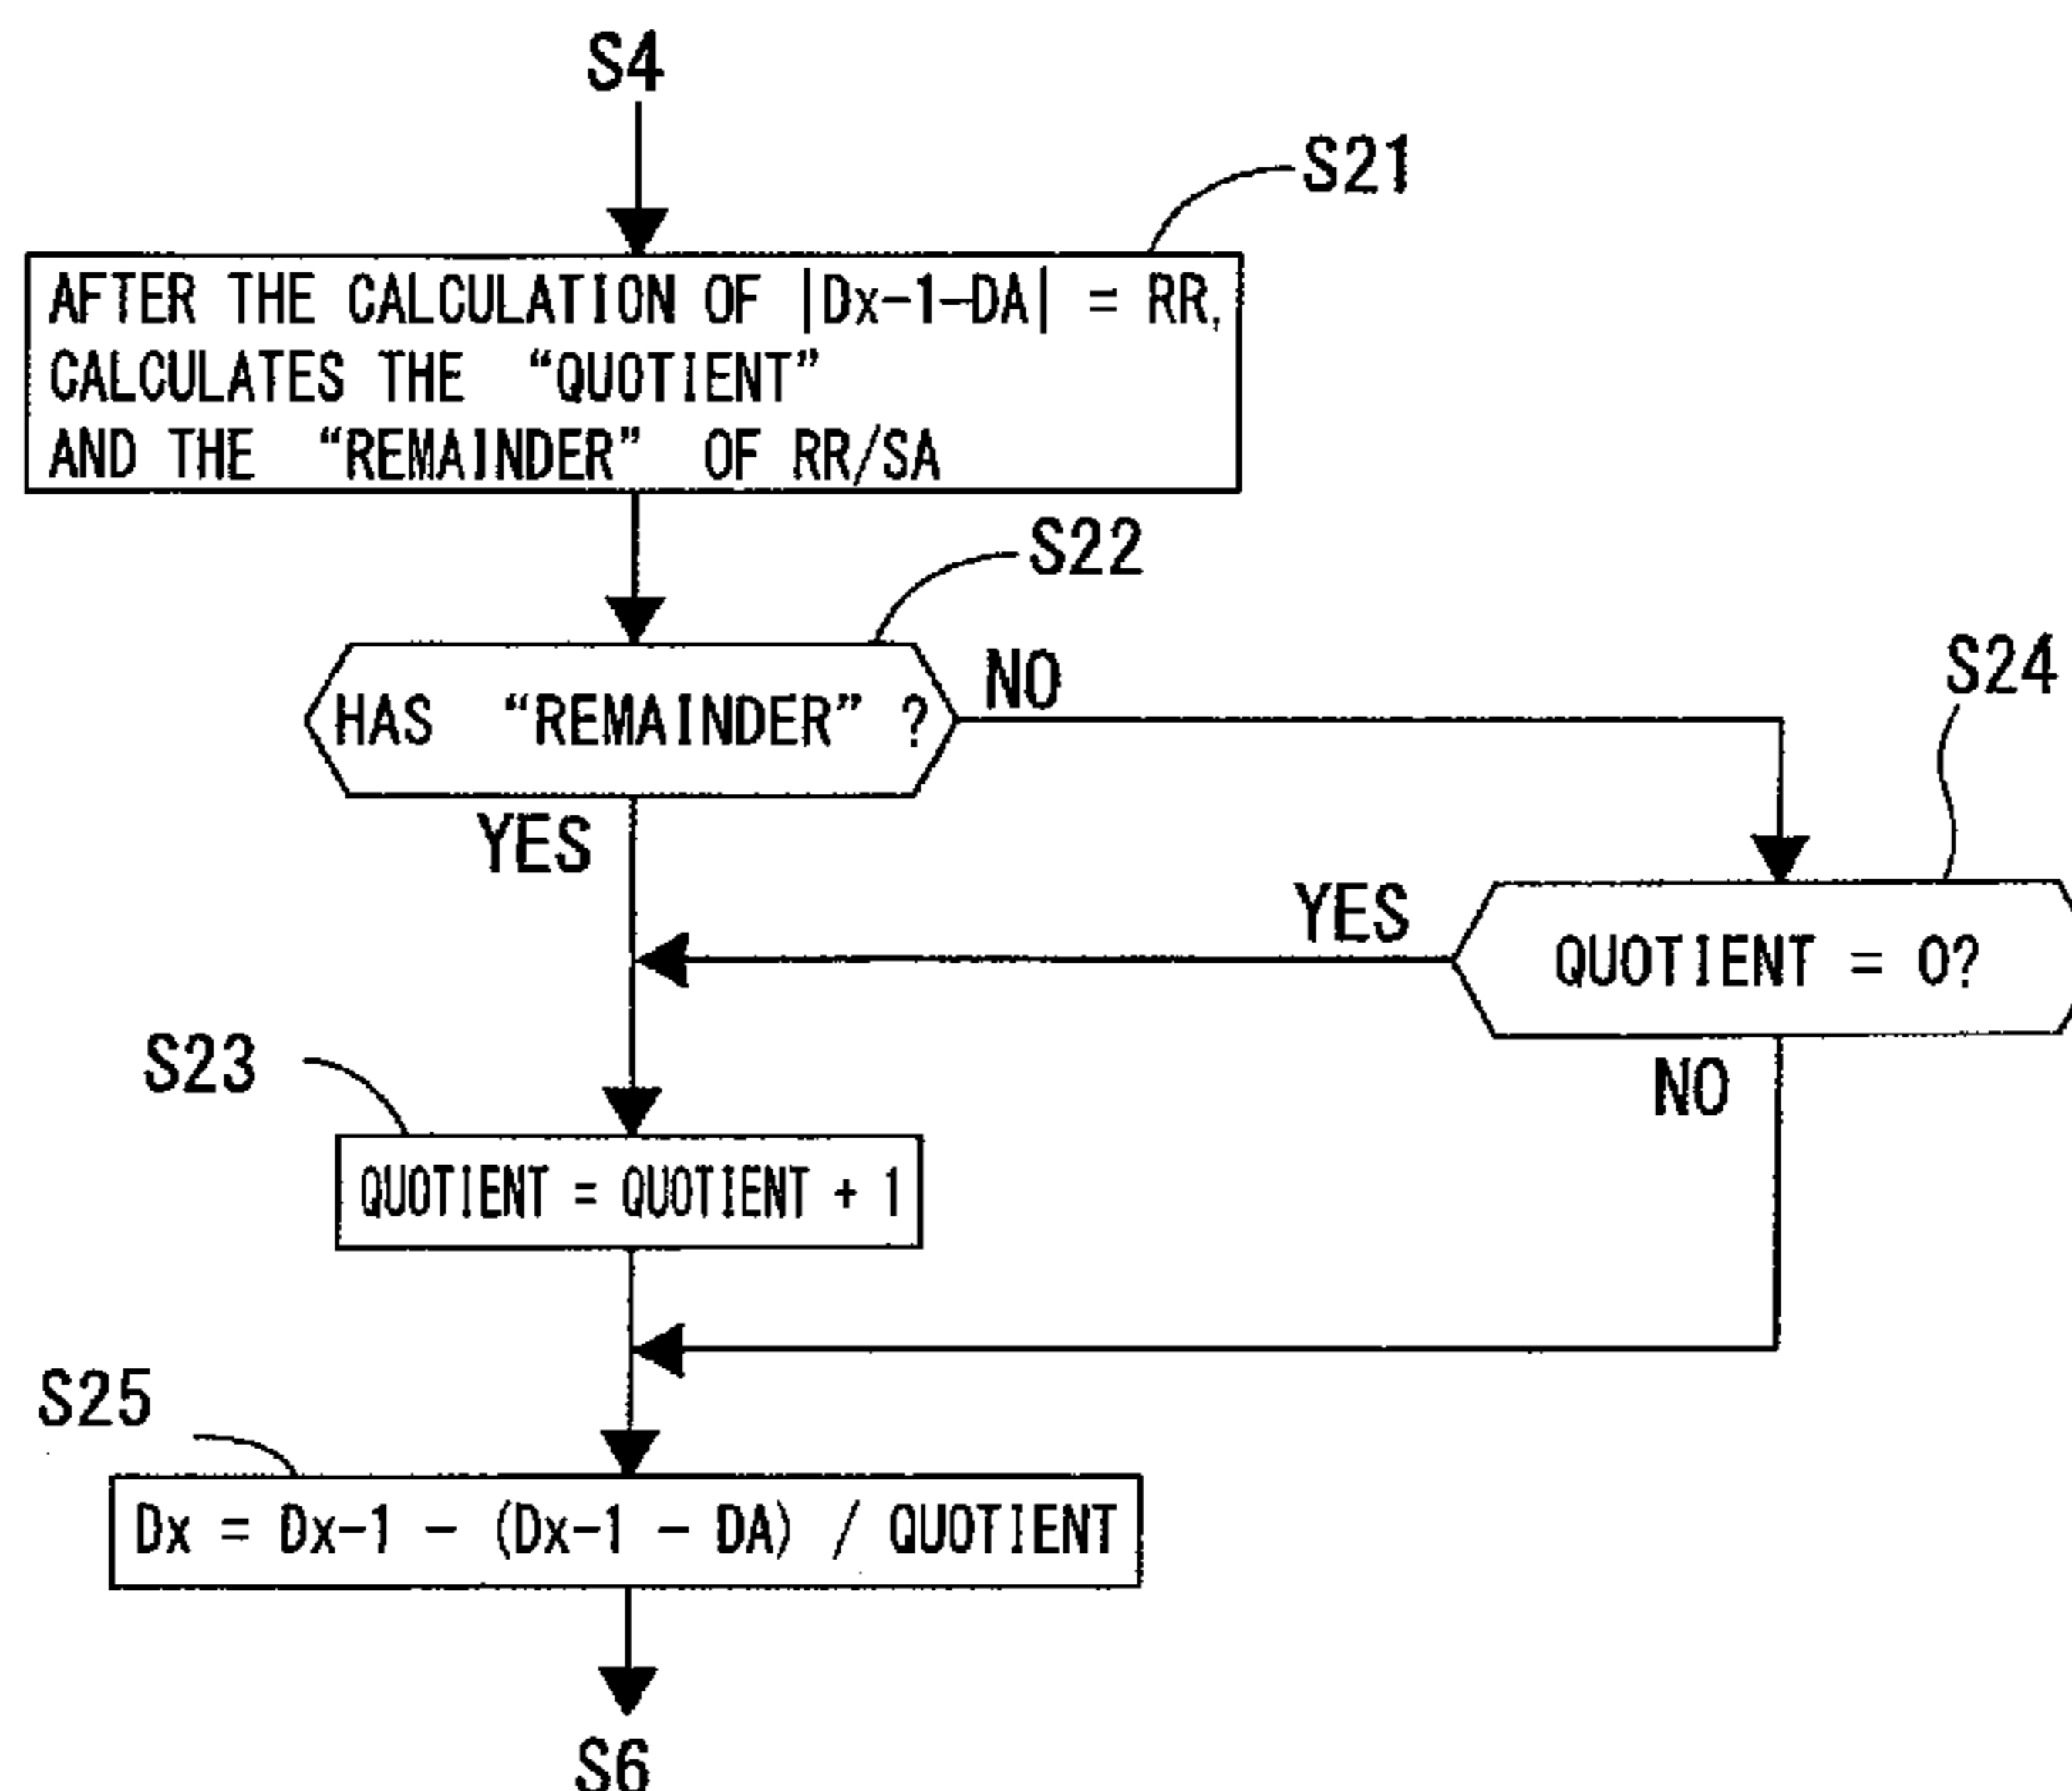 S4
S21
AFTER THE CALCULATION OF |Dx-1-DA| = RR,
CALCULATES THE “QUOTIENT”
AND THE “REMAINDER” OF RR/SA
S22
HAS “REMAINDER” ?
NO
S24
YES
YES
QUOTIENT = 0?
S23
NO
QUOTIENT = QUOTIENT + 1
S25
Dx = Dx-1 - (Dx-1 - DA) / QUOTIENT
S6